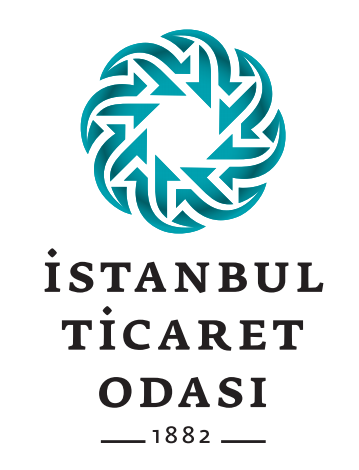 İSTANBUL
TİCARET
ODASI
1882